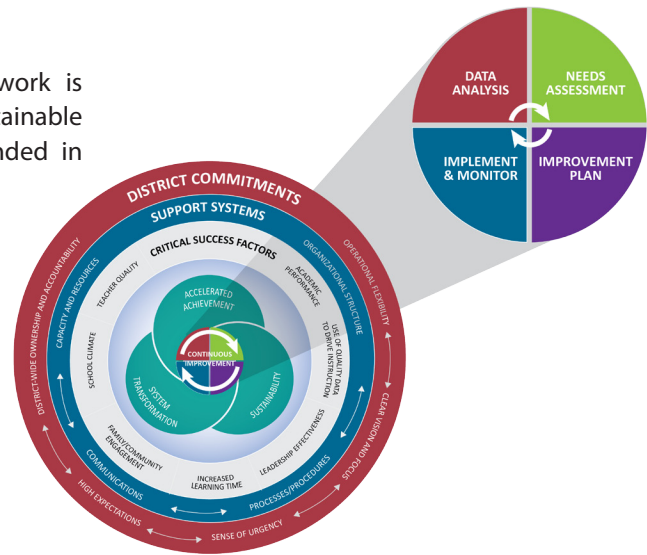 work is
tainable
nded in
DATA
ANALYSIS
NEEDS
ASSESSMENT
IMPLEMENT
& MONITOR
IMPROVEMENT
PLAN
DISTRICT COMMITMENTS
SUPPORT SYSTEMS
CRITICAL SUCCESS FACTORS
DISTRICT-WIDE OWNERSHIP AND ACCOUNTABILITY
OPERATIONAL FLEXIBILITY
CLEAR VISION AND FOCUS
SENSE OF URGENCY
HIGH EXPECTATIONS
CAPACITY AND RESOURCES
ORGANIZATIONAL STRUCTURE
PROCESSES/PROCEDURES
COMMUNICATIONS
TEACHER QUALITY
ACADEMIC
PERFORMANCE
USE OF QUALITY DATA
TO DRIVE INSTRUCTION
LEADERSHIP EFFECTIVENESS
INCREASED
LEARNING TIME
FAMILY/COMMUNITY
ENGAGEMENT
SCHOOL CLIMATE
ACCELERATED
ACHIEVEMENT
SUSTAINABILITY
SYSTEM
TRANSFORMATION
CONTINUOUS
IMPROVEMENT